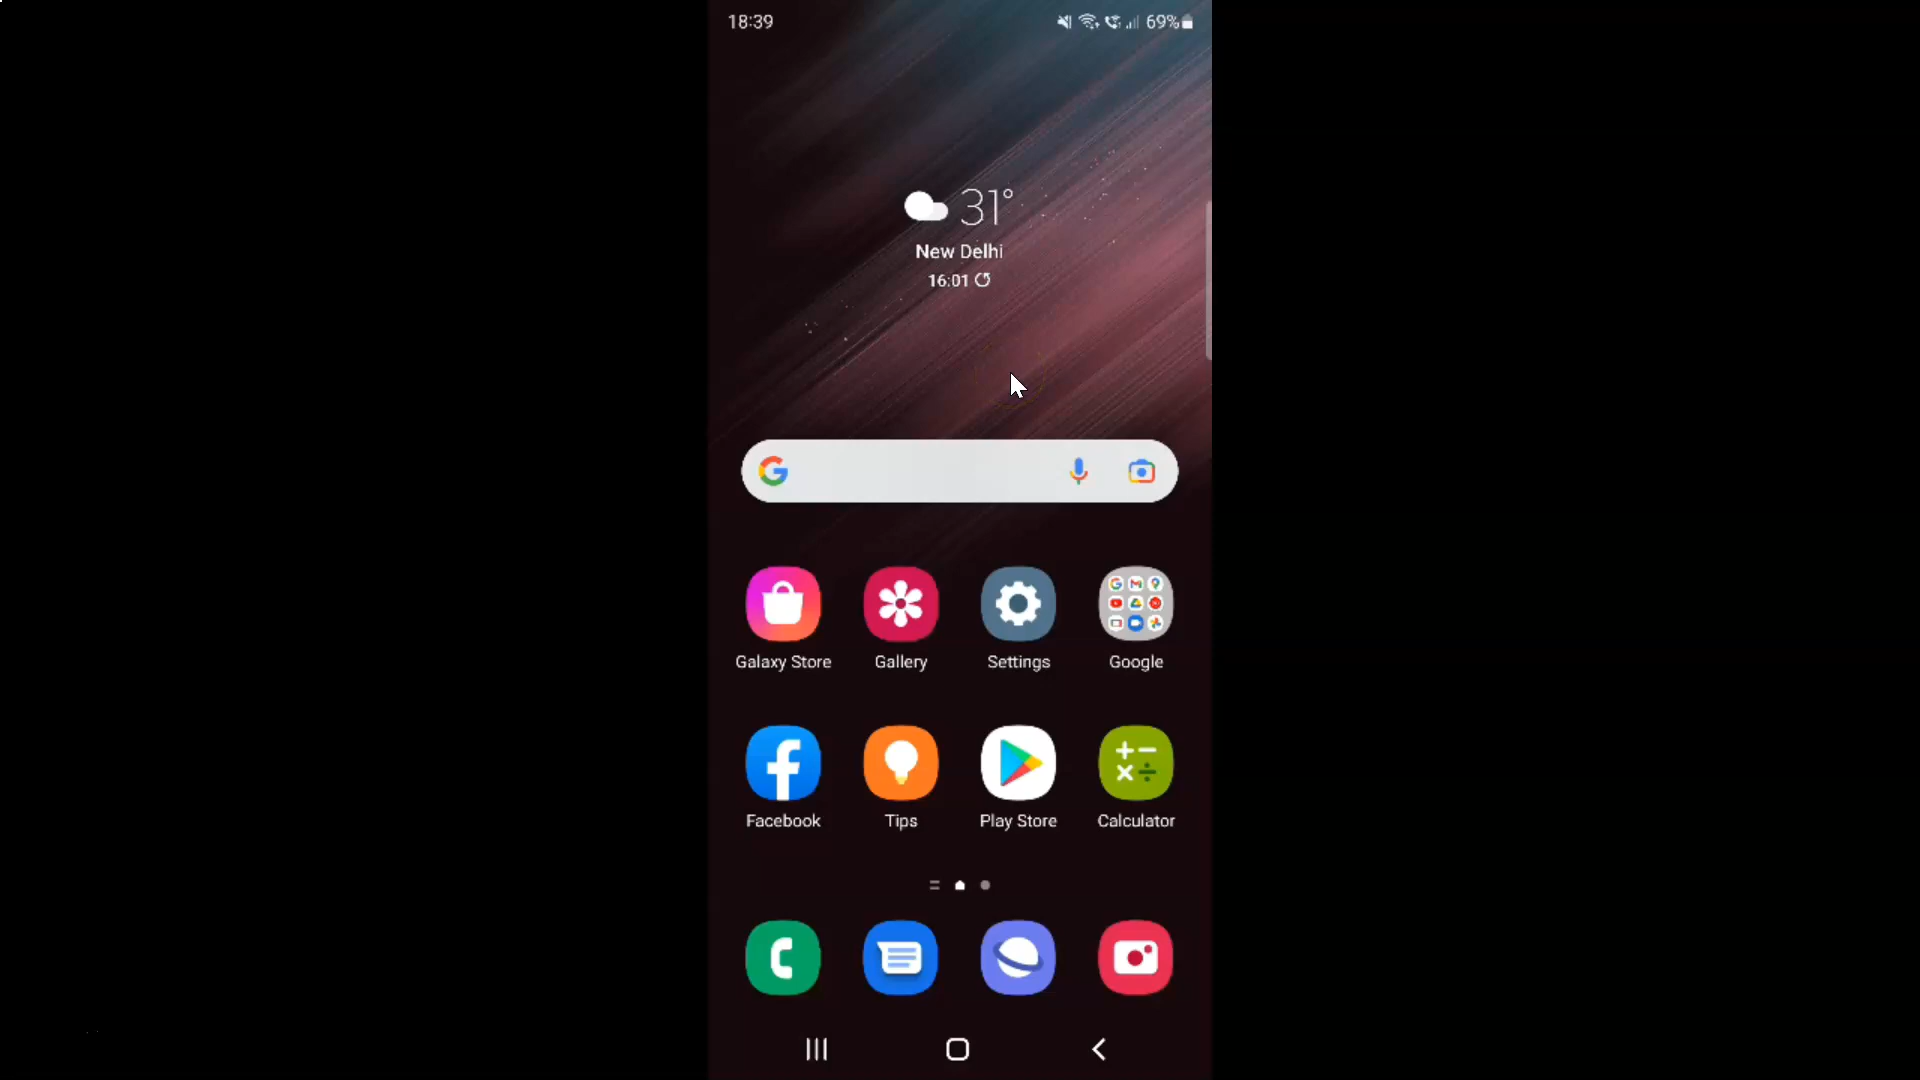 18:39
69%
31°
New Delhi
16:01
Galaxy Store
Gallery
Settings
Google
Facebook
Tips
Play Store
Calculator